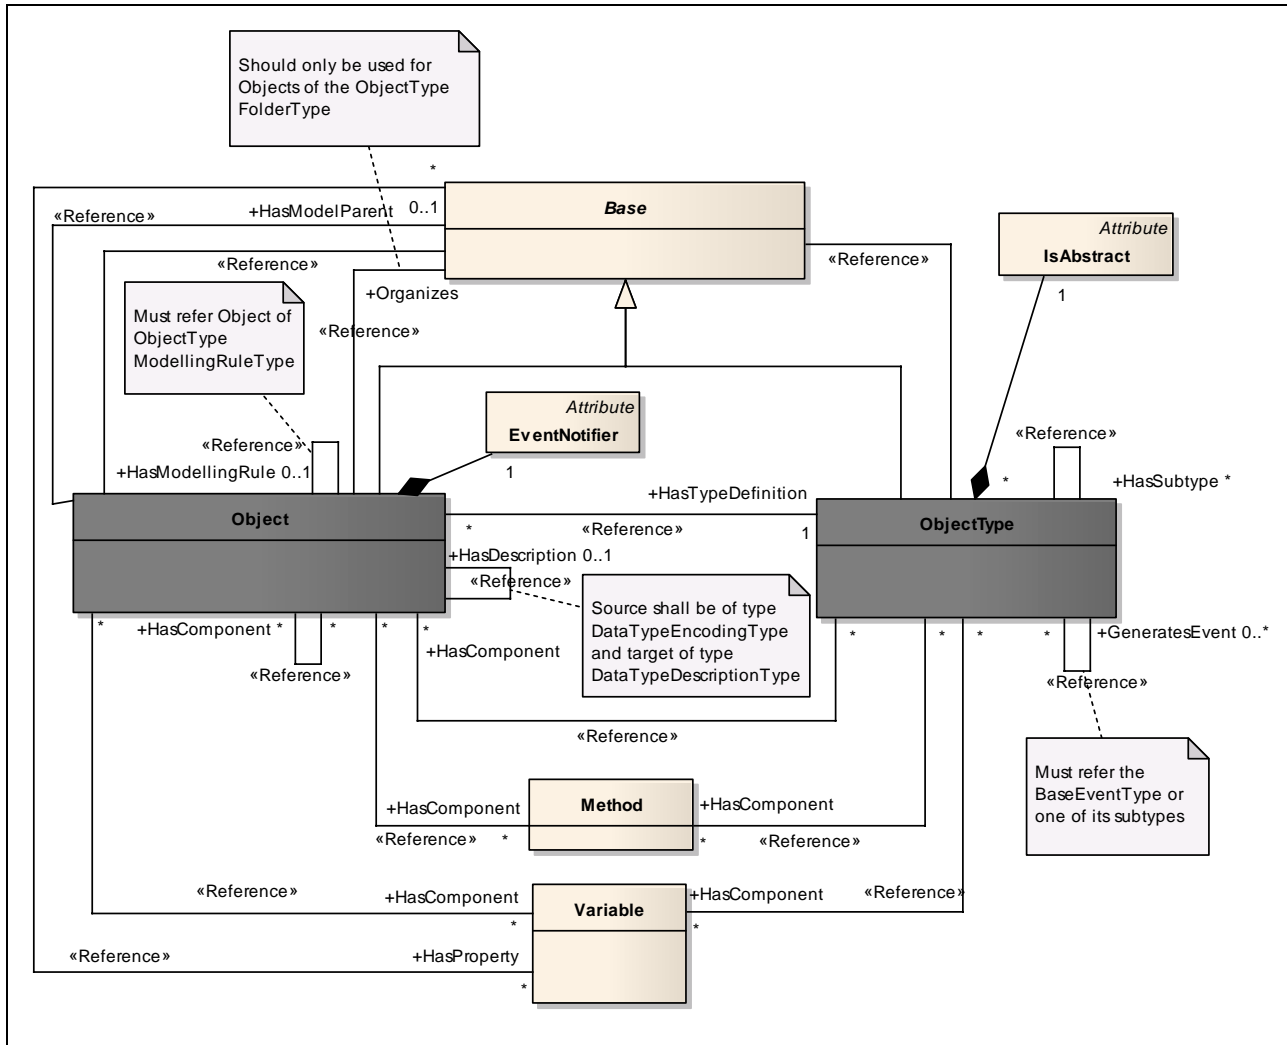 Should only be used for
Objects of the ObjectType
FolderType
*
«Reference»
+HasModelParent
0..1
Base
Attribute
IsAbstract
1
«Reference»
«Reference»
+Organizes
«Reference»
Must refer Object of
ObjectType
ModellingRuleType
Attribute
EventNotifier
1
«Reference»
«Reference»
+HasModellingRule 0..1
*
+HasSubtype *
+HasTypeDefinition
Object
*
«Reference»
1
ObjectType
+HasDescription 0..1
«Reference»
Source shall be of type
DataTypeEncodingType
and target of type
DataTypeDescriptionType
*
+HasComponent *
*
*
*
+HasComponent
*
*
*
*
+GeneratesEvent 0..*
«Reference»
«Reference»
«Reference»
Must refer the
BaseEventType or
one of its subtypes
+HasComponent
Method
+HasComponent
«Reference»
*
*
«Reference»
«Reference»
+HasComponent
*
Variable
+HasComponent
*
«Reference»
«Reference»
+HasProperty
*